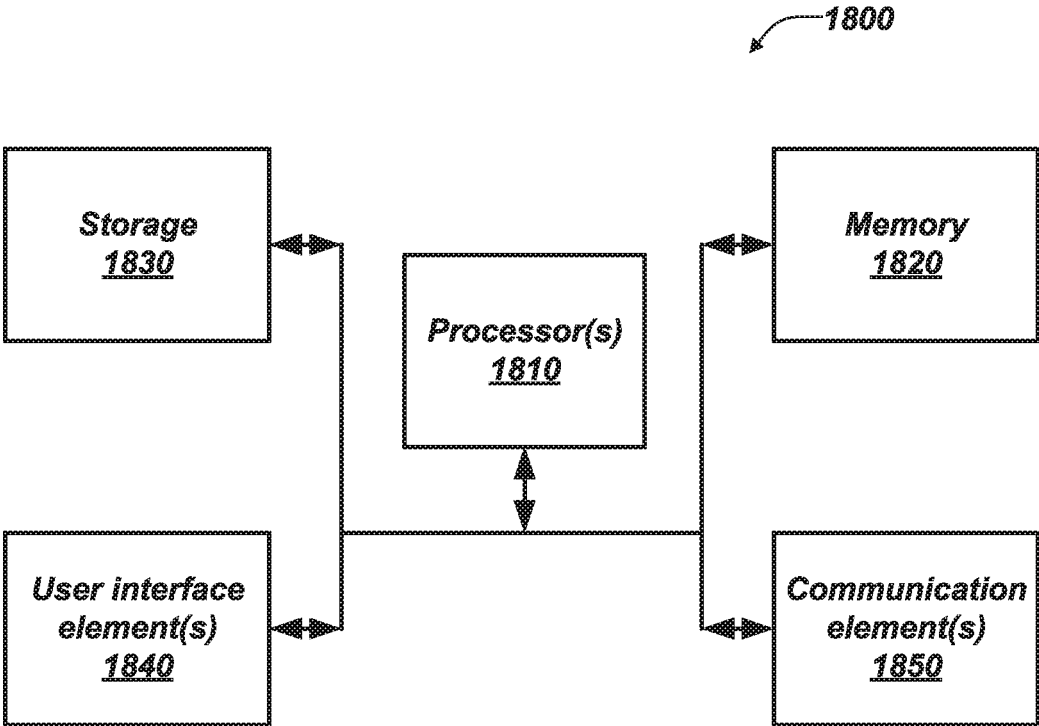 1800
Storage
1830
Memory
1820
Processor(s)
1810
User interface
element(s)
1840
Communication
element(s)
1850